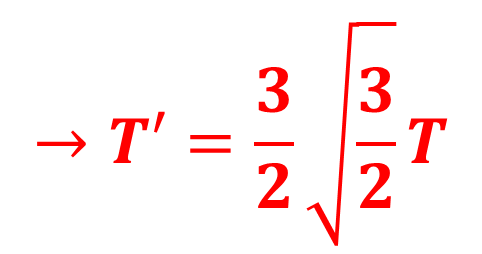 → T′ = 3/2 √(3/2) T